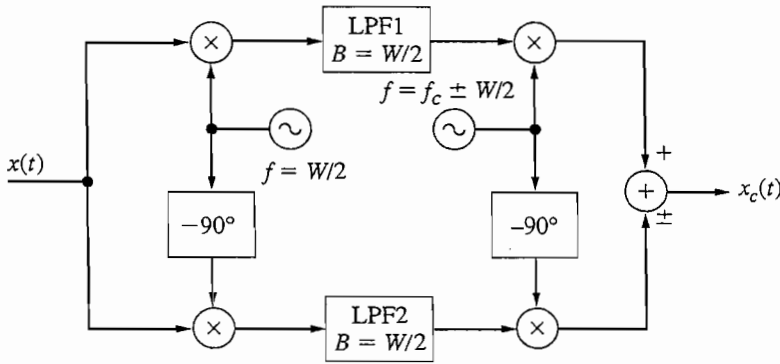 LPF1
B = W/2
×
×
f = f_c ± W/2
x(t)
f = W/2
−90°
–90°
+
+
±
x_c(t)
×
LPF2
B = W/2
×